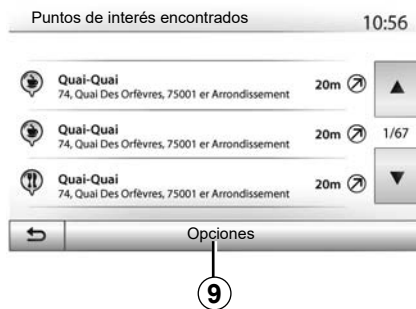 Puntos de interés encontrados 10:56
Quai-Quai
74, Quai Des Orfèvres, 75001 er Arrondissement 20m
Quai-Quai
74, Quai Des Orfèvres, 75001 er Arrondissement 20m 1/67
Quai-Quai
74, Quai Des Orfèvres, 75001 er Arrondissement 20m
Opciones
9